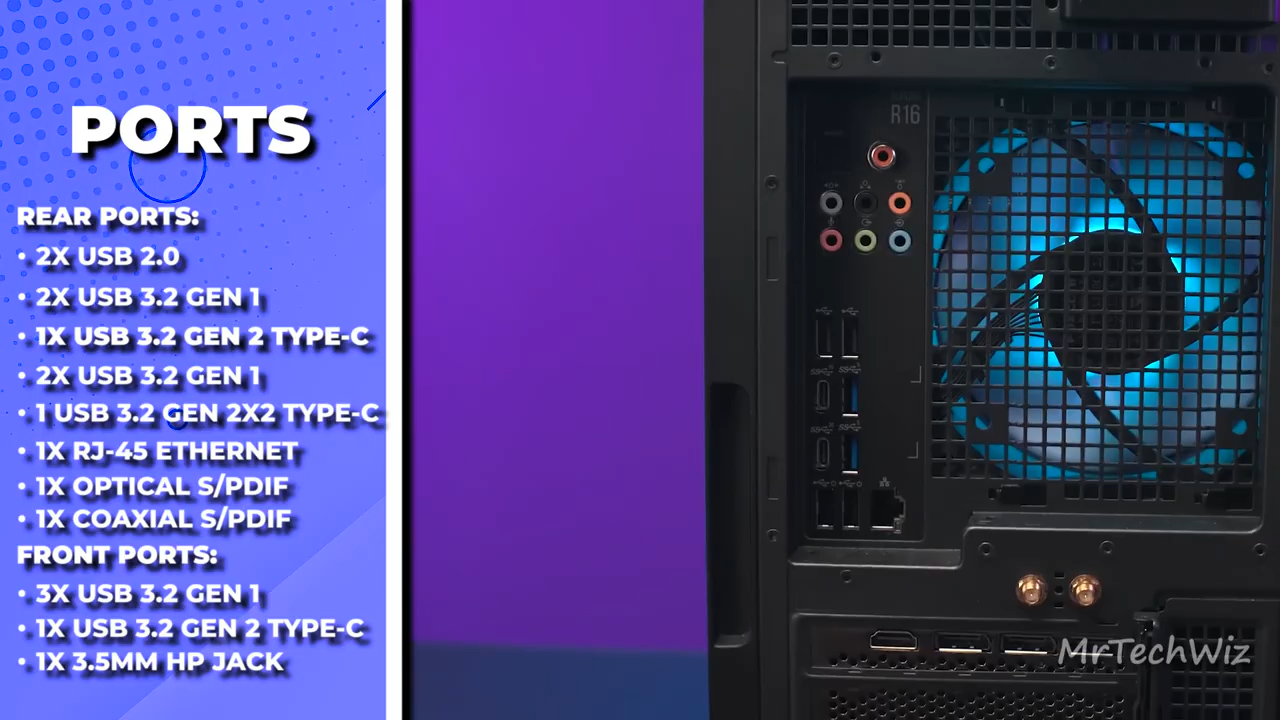 PORTS
REAR PORTS:
• 2X USB 2.0
• 2X USB 3.2 GEN 1
• 1X USB 3.2 GEN 2 TYPE-C
• 2X USB 3.2 GEN 1
• 1 USB 3.2 GEN 2X2 TYPE-C
• 1X RJ-45 ETHERNET
• 1X OPTICAL S/PDIF
• 1X COAXIAL S/PDIF
FRONT PORTS:
• 3X USB 3.2 GEN 1
• 1X USB 3.2 GEN 2 TYPE-C
• 1X 3.5MM HP JACK
R16
MrTechWiz